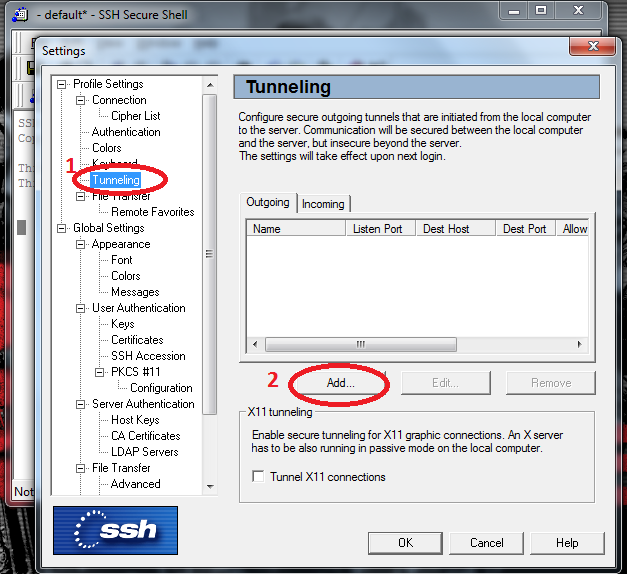 - default* - SSH Secure Shell
Settings
Profile Settings
Connection
Cipher List
Authentication
Colors
Keyboard
1
Tunneling
File Transfer
Remote Favorites
Global Settings
Appearance
Font
Colors
Messages
User Authentication
Keys
Certificates
SSH Accession
PKCS #11
Configuration
Server Authentication
Host Keys
CA Certificates
LDAP Servers
File Transfer
Advanced
ssh
Tunneling
Configure secure outgoing tunnels that are initiated from the local computer
to the server. Communication will be secured between the local computer
and the server, but insecure beyond the server.
The settings will take effect upon next login.
Outgoing Incoming
Name Listen Port Dest Host Dest Port Allow
2 Add... Edit... Remove
X11 tunneling
Enable secure tunneling for X11 graphic connections. An X server
has to be also running in passive mode on the local computer.
Tunnel X11 connections
OK Cancel Help